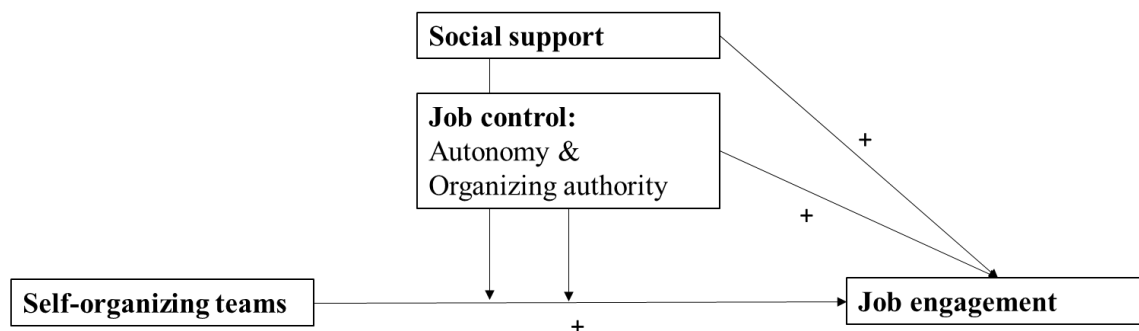 Social support
Job control:
Autonomy &
Organizing authority
+
+
Self-organizing teams
Job engagement
+